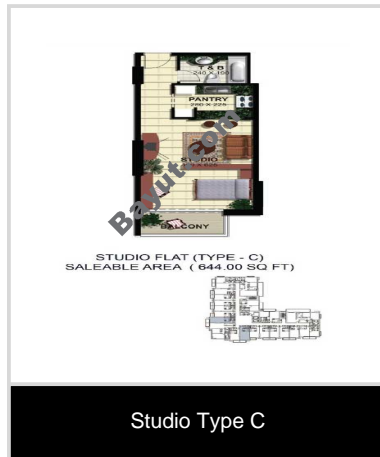 T & B
PANTRY
STUDIO
Bayut.com
BALCONY
STUDIO FLAT (TYPE - C)
SALEABLE AREA ( 644.00 SQ FT)
Studio Type C